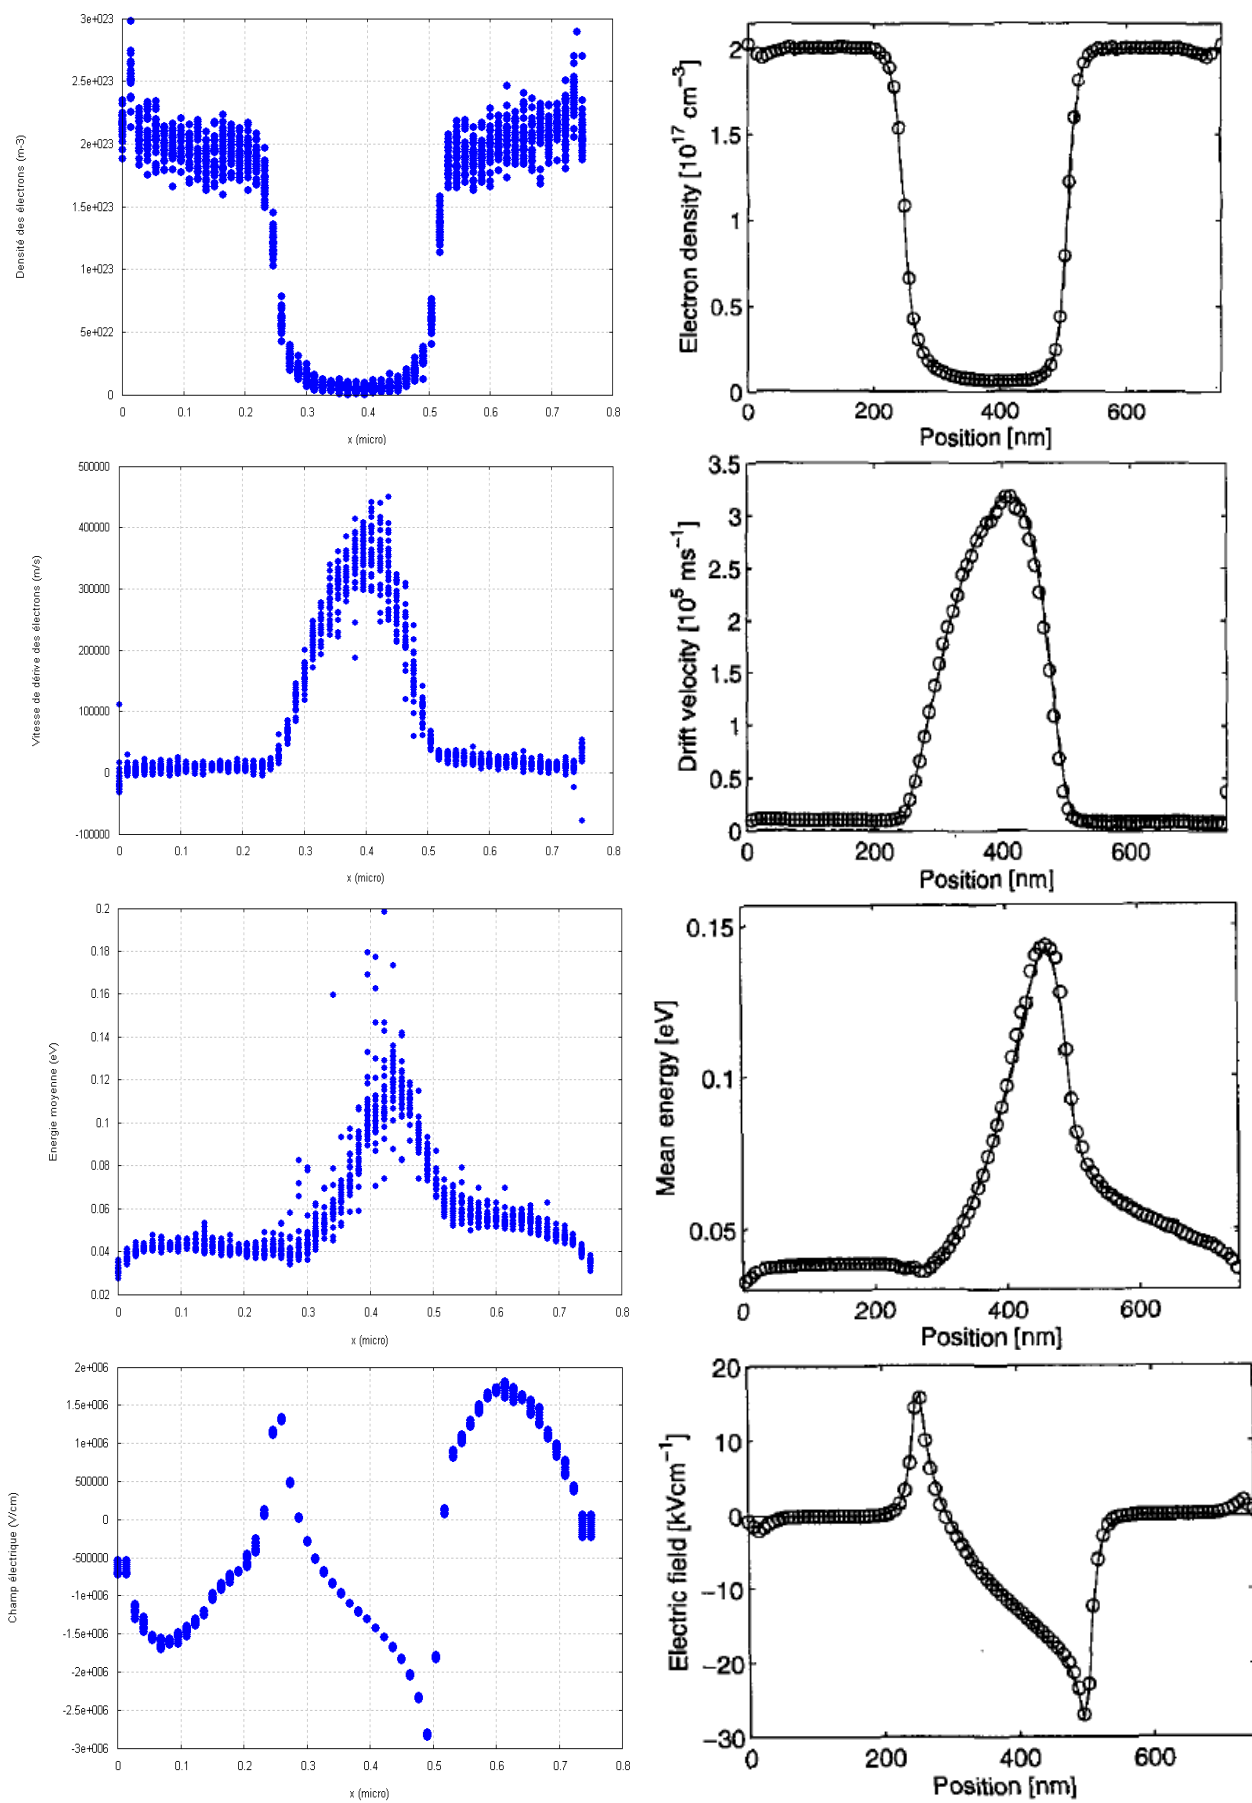 3e+023
2.5e+023
2e+023
1.5e+023
1e+023
5e+022
0
0 0.1 0.2 0.3 0.4 0.5 0.6 0.7 0.8
x (micro)
Densité des électrons (m-3)
2
1.5
1
0.5
0
0 200 400 600
Position [nm]
Electron density [10^17 cm^−3]
500000
400000
300000
200000
100000
0
-100000
0 0.1 0.2 0.3 0.4 0.5 0.6 0.7 0.8
x (micro)
Vitesse de dérive des électrons (m/s)
3.5
3
2.5
2
1.5
1
0.5
0
0 200 400 600
Position [nm]
Drift velocity [10^5 ms^−1]
0.2
0.18
0.16
0.14
0.12
0.1
0.08
0.06
0.04
0.02
0 0.1 0.2 0.3 0.4 0.5 0.6 0.7 0.8
x (micro)
Energie moyenne (eV)
0.15
0.1
0.05
0 200 400 600
Position [nm]
Mean energy [eV]
2e+006
1.5e+006
1e+006
500000
0
-500000
-1e+006
-1.5e+006
-2e+006
-2.5e+006
-3e+006
0 0.1 0.2 0.3 0.4 0.5 0.6 0.7 0.8
x (micro)
Champ électrique (V/cm)
20
10
0
−10
−20
−30
0 200 400 600
Position [nm]
Electric field [kVcm^−1]